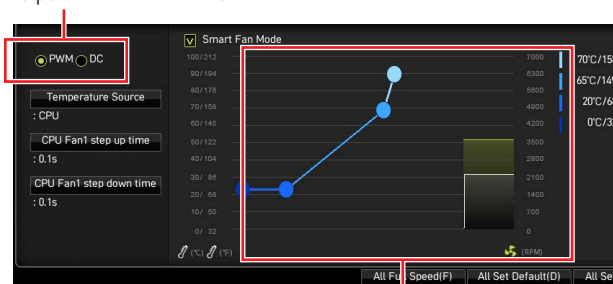 PWM DC
Temperature Source
: CPU
CPU Fan1 step up time
: 0.1s
CPU Fan1 step down time
: 0.1s
Smart Fan Mode
100/212 7000
90/194 6300
80/176 5600
70/158 4900
60/140 4200
50/122 3500
40/104 2800
30/ 86 2100
20/ 68 1400
10/ 50 700
0/ 32 0
(°C) (°F) (RPM)
70°C/15
65°C/14
20°C/6
0°C/3
All Full Speed(F) All Set Default(D) All Se